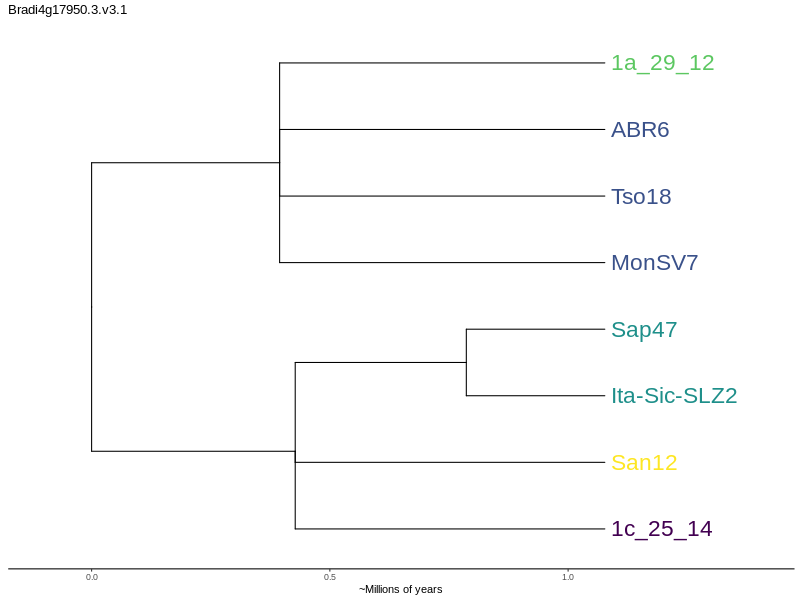 Bradi4g17950.3.v3.1
1a_29_12
ABR6
Tso18
MonSV7
Sap47
Ita-Sic-SLZ2
San12
1c_25_14
0.0 0.5 1.0
~Millions of years